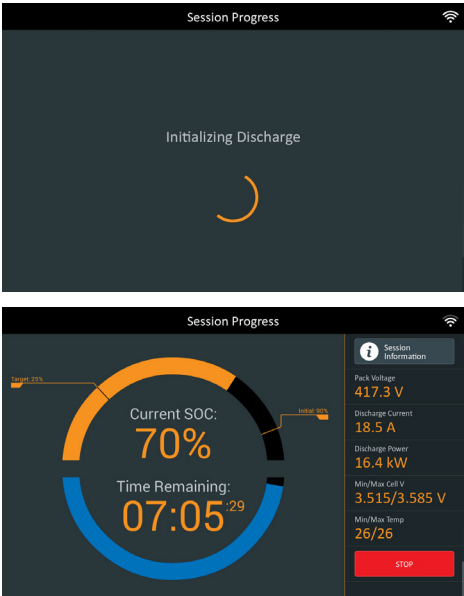 Session Progress
Initializing Discharge
Session Progress
Session
Information
Target: 25%
Initial: 90%
Current SOC:
70%
Time Remaining:
07:05:29
Pack Voltage
417.3 V
Discharge Current
18.5 A
Discharge Power
16.4 kW
Min/Max Cell V
3.515/3.585 V
Min/Max Temp
26/26
STOP